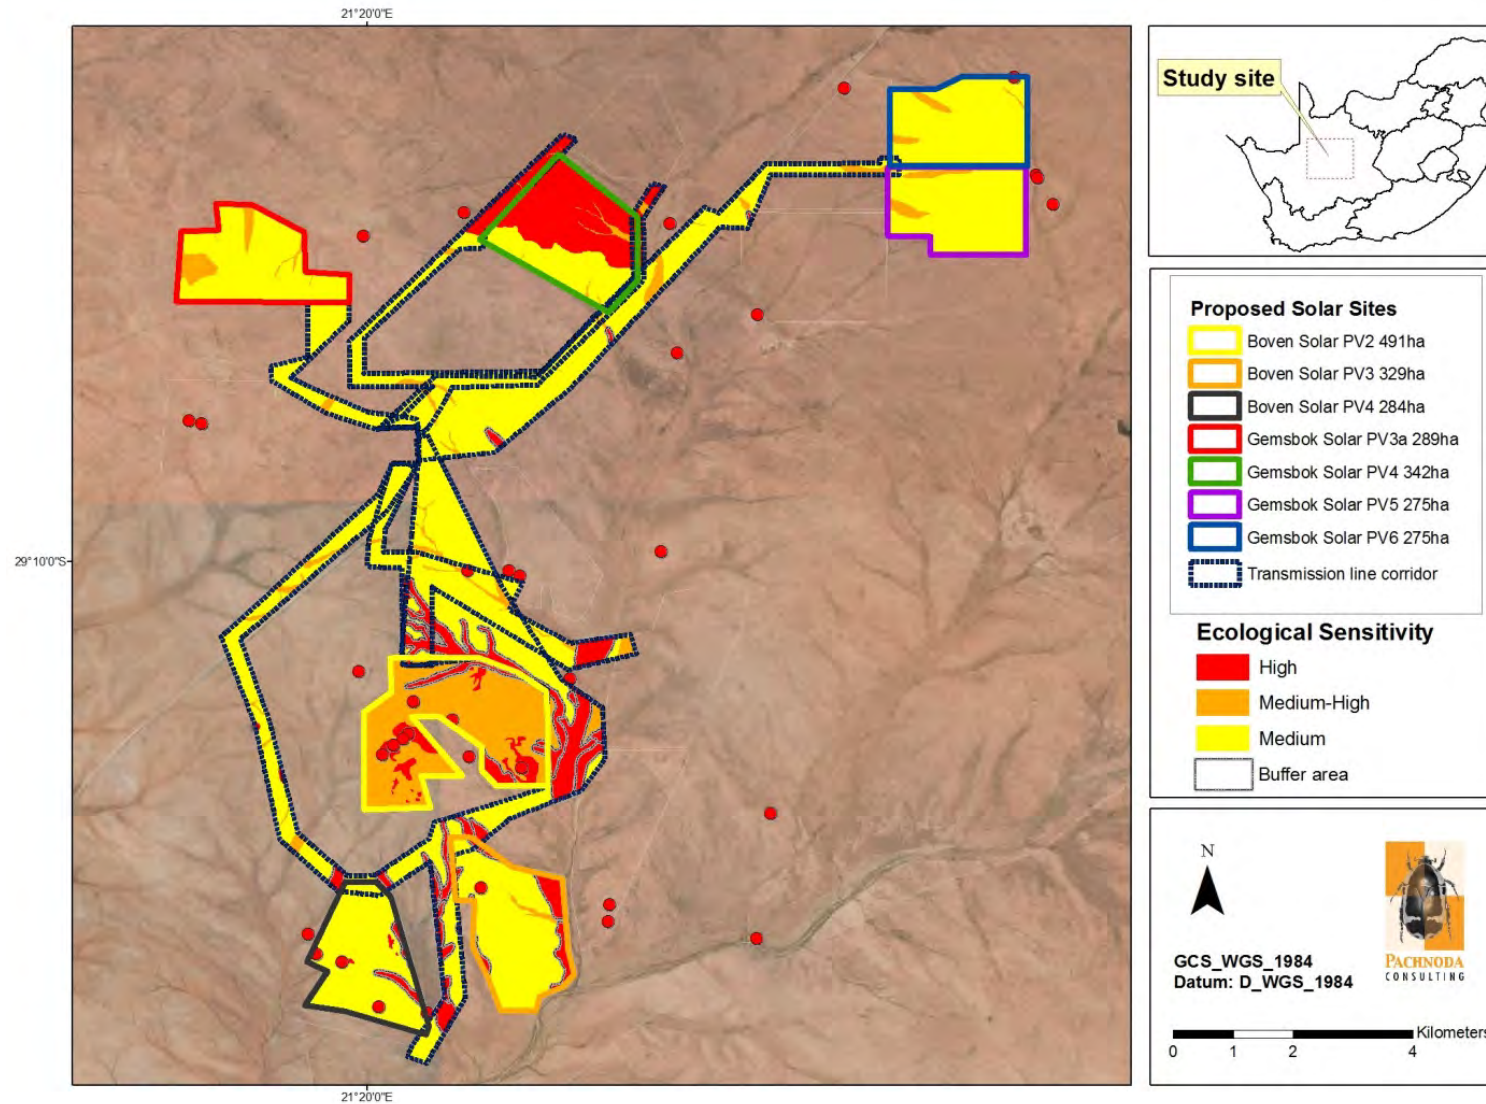 21°20'0"E
Study site
Proposed Solar Sites
Boven Solar PV2 491ha
Boven Solar PV3 329ha
Boven Solar PV4 284ha
Gemsbok Solar PV3a 289ha
Gemsbok Solar PV4 342ha
Gemsbok Solar PV5 275ha
Gemsbok Solar PV6 275ha
Transmission line corridor
29°10'0"S
Ecological Sensitivity
High
Medium-High
Medium
Buffer area
N
PACHNODA
CONSULTING
GCS_WGS_1984
Datum: D_WGS_1984
Kilometers
0 1 2 4
21°20'0"E